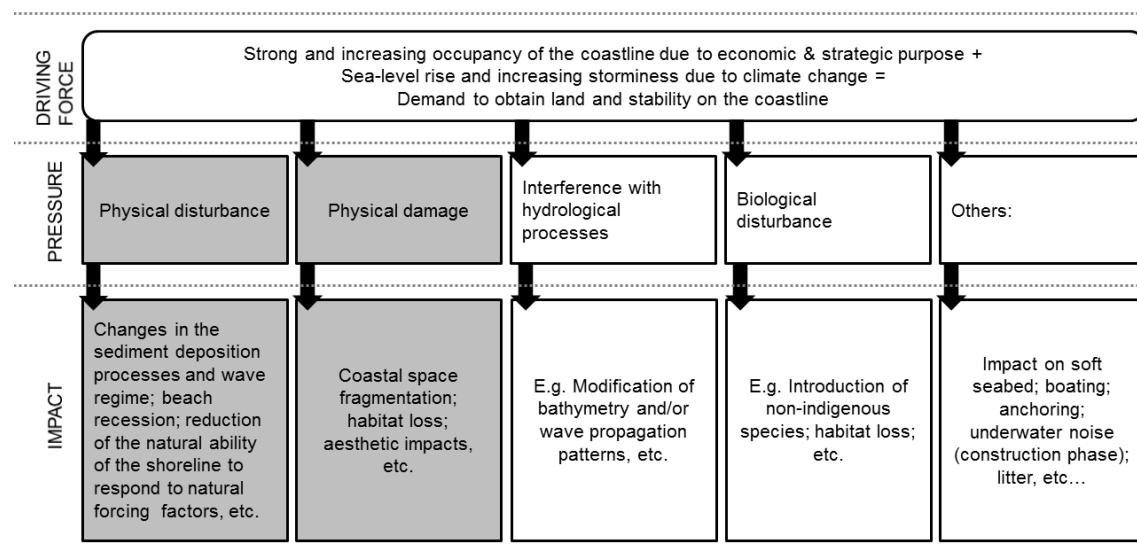 DRIVING
FORCE
Strong and increasing occupancy of the coastline due to economic & strategic purpose +
Sea-level rise and increasing storminess due to climate change =
Demand to obtain land and stability on the coastline
PRESSURE
Physical disturbance
Physical damage
Interference with
hydrological
processes
Biological
disturbance
Others:
IMPACT
Changes in the
sediment deposition
processes and wave
regime; beach
recession; reduction
of the natural ability
of the shoreline to
respond to natural
forcing factors, etc.
Coastal space
fragmentation;
habitat loss;
aesthetic impacts,
etc.
E.g. Modification of
bathymetry and/or
wave propagation
patterns, etc.
E.g. Introduction of
non-indigenous
species; habitat loss;
etc.
Impact on soft
seabed; boating;
anchoring;
underwater noise
(construction phase);
litter, etc…